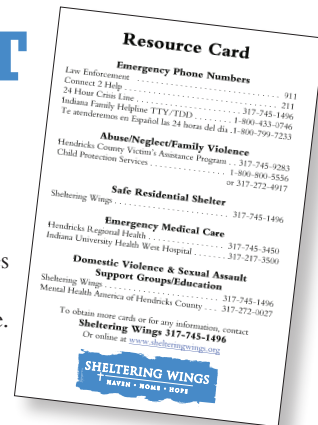 T
Resource Card
Emergency Phone Numbers
Law Enforcement . . . . . . . . . . . . . . . . . . . . . . . . . . 911
Connect 2 Help . . . . . . . . . . . . . . . . . . . . . . . . . . . 211
24 Hour Crisis Line . . . . . . . . . . . . . . . . . . 317-745-1496
Indiana Family Helpline TTY/TDD . . . . . . . 1-800-433-0746
Te atenderemos en Español las 24 horas del día .1-800-799-7233
Abuse/Neglect/Family Violence
Hendricks County Victim's Assistance Program . . 317-745-9283
Child Protection Services . . . . . . . . . . . . . . 1-800-800-5556
or 317-272-4917
Safe Residential Shelter
Sheltering Wings . . . . . . . . . . . . . . . . . . . . 317-745-1496
Emergency Medical Care
Hendricks Regional Health . . . . . . . . . . . . . . 317-745-3450
Indiana University Health West Hospital . . . . . . . 317-217-3500
Domestic Violence & Sexual Assault
Support Groups/Education
Sheltering Wings . . . . . . . . . . . . . . . . . . . . 317-745-1496
Mental Health America of Hendricks County . . . 317-272-0027
To obtain more cards or for any information, contact
Sheltering Wings 317-745-1496
Or online at www.shelteringwings.org
SHELTERING WINGS
HAVEN • HOME • HOPE
es
e.